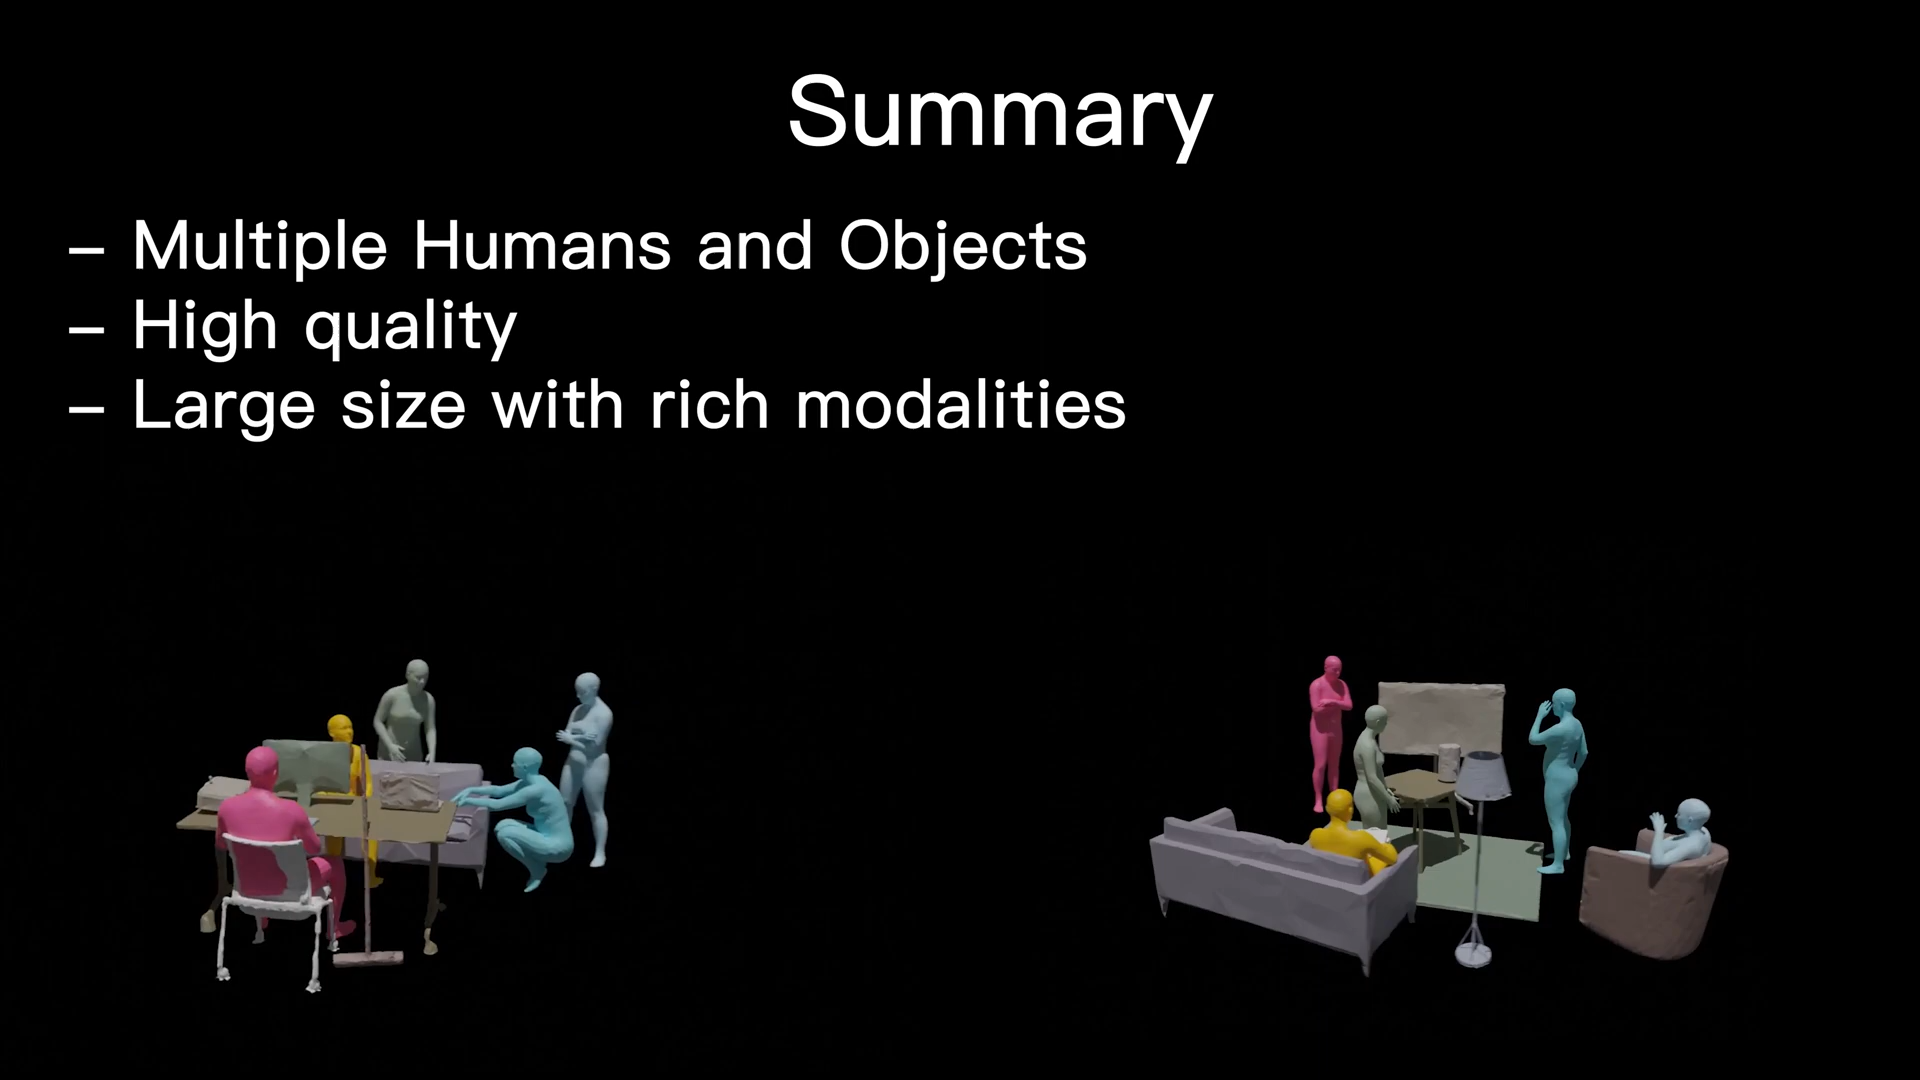 Summary
– Multiple Humans and Objects
– High quality
– Large size with rich modalities